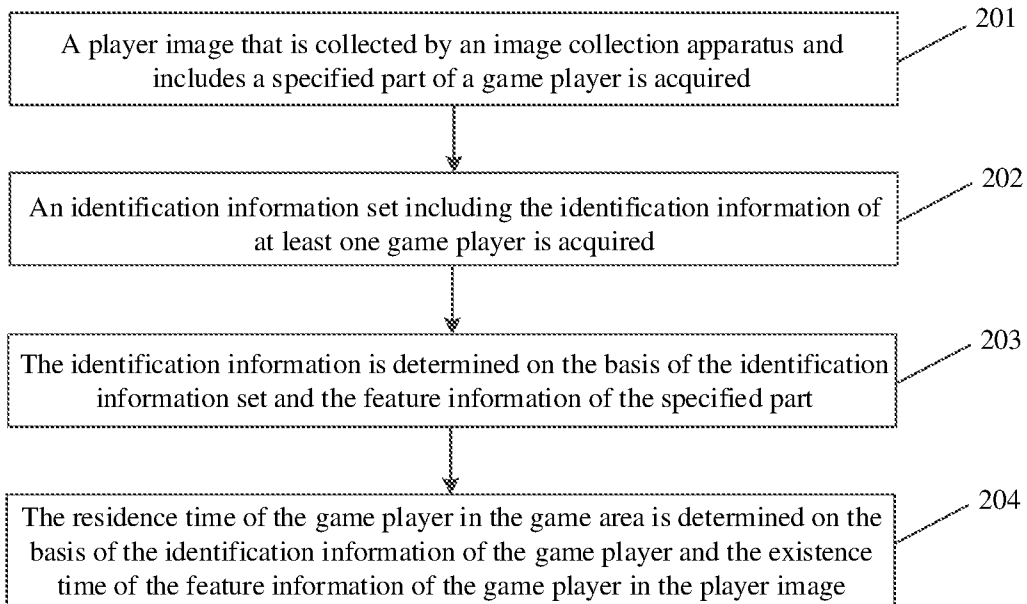 201
A player image that is collected by an image collection apparatus and
includes a specified part of a game player is acquired
202
An identification information set including the identification information of
at least one game player is acquired
203
The identification information is determined on the basis of the identification
information set and the feature information of the specified part
204
The residence time of the game player in the game area is determined on the
basis of the identification information of the game player and the existence
time of the feature information of the game player in the player image